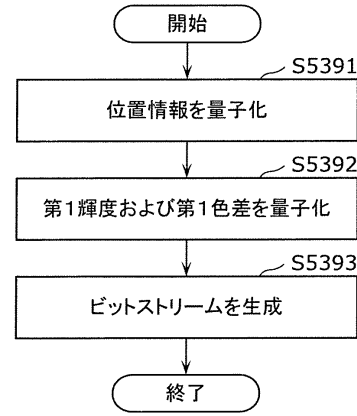 開始
S5391
位置情報を量子化
S5392
第1輝度および第1色差を量子化
S5393
ビットストリームを生成
終了